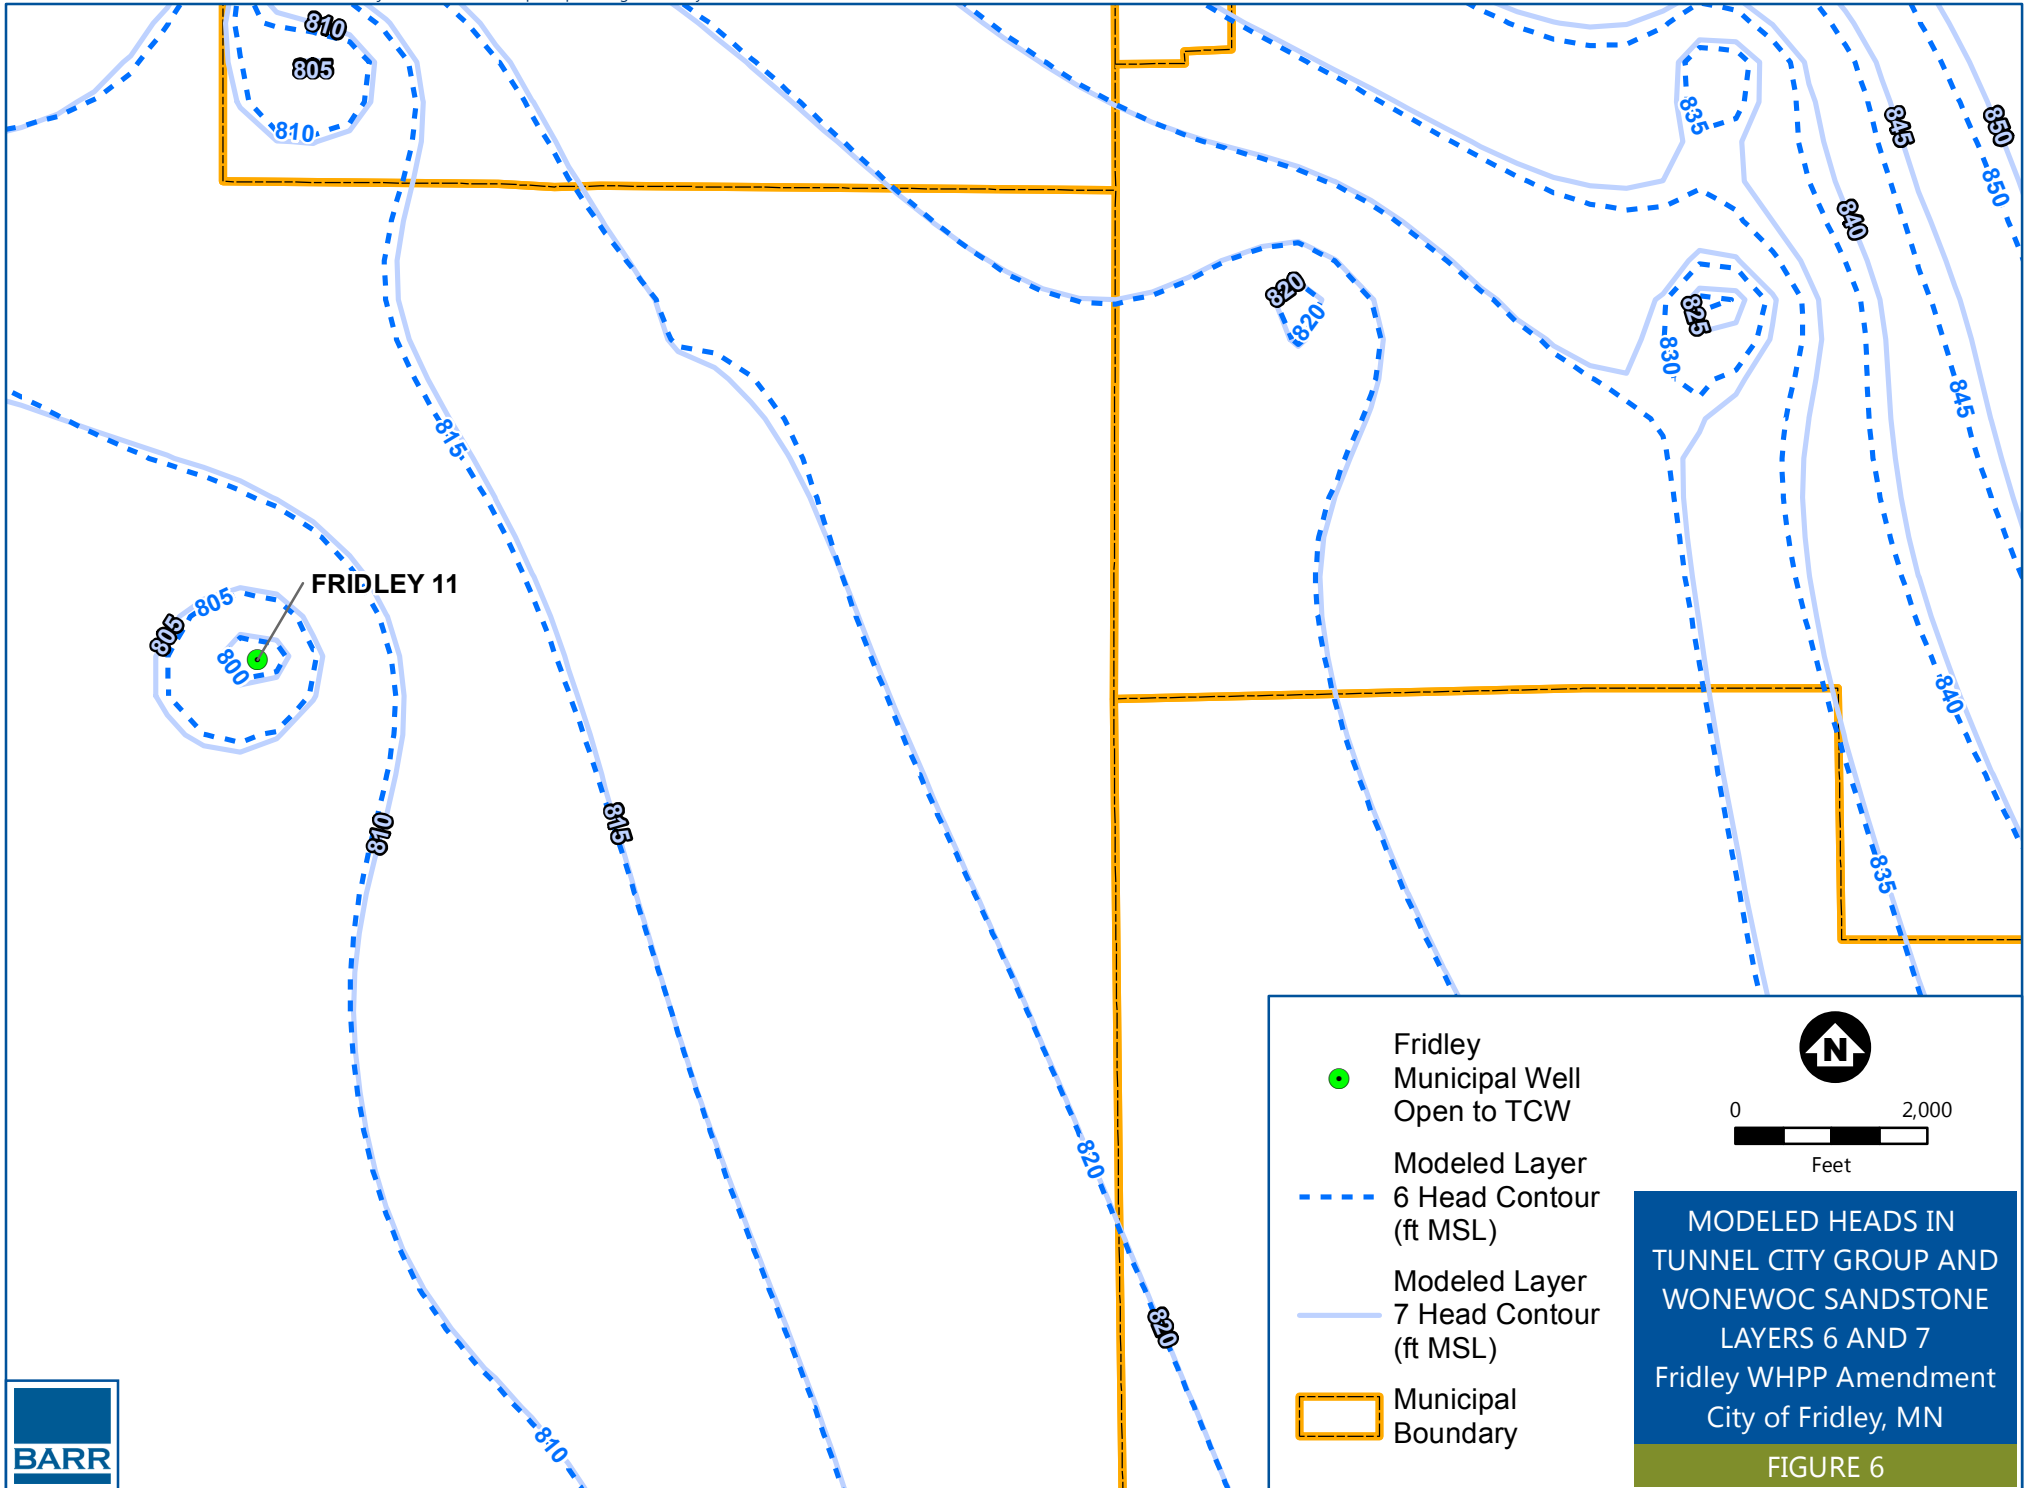 810
805
810
835
845
850
850
840
820
820
825
830
815
845
FRIDLEY 11
805
805
800
840
810
815
835
820
820
810
Fridley
Municipal Well
Open to TCW
Modeled Layer
6 Head Contour
(ft MSL)
Modeled Layer
7 Head Contour
(ft MSL)
Municipal
Boundary
N
0 2,000
Feet
MODELED HEADS IN
TUNNEL CITY GROUP AND
WONEWOC SANDSTONE
LAYERS 6 AND 7
Fridley WHPP Amendment
City of Fridley, MN
FIGURE 6
BARR